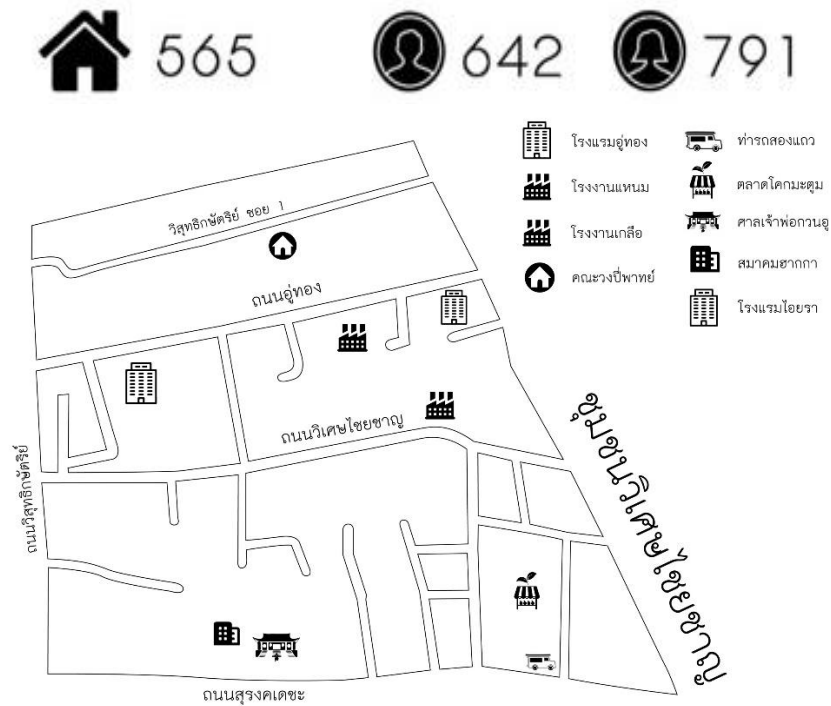 565
642
791
โรงแรมอู่ทอง
ท่ารถสองแถว
โรงงานแหนม
ตลาดโคกมะตูม
โรงงานเกลือ
ศาลเจ้าพ่อกวนอู
คณะวงปี่พาทย์
สมาคมฮากกา
โรงแรมไอยรา
วิสุทธิกษัตริย์ ซอย 1
ถนนอู่ทอง
ถนนวิเศษไชยชาญ
ถนนวิสุทธิกษัตริย์
ชุมชนวิเศษไชยชาญ
ถนนสุรงคเดชะ